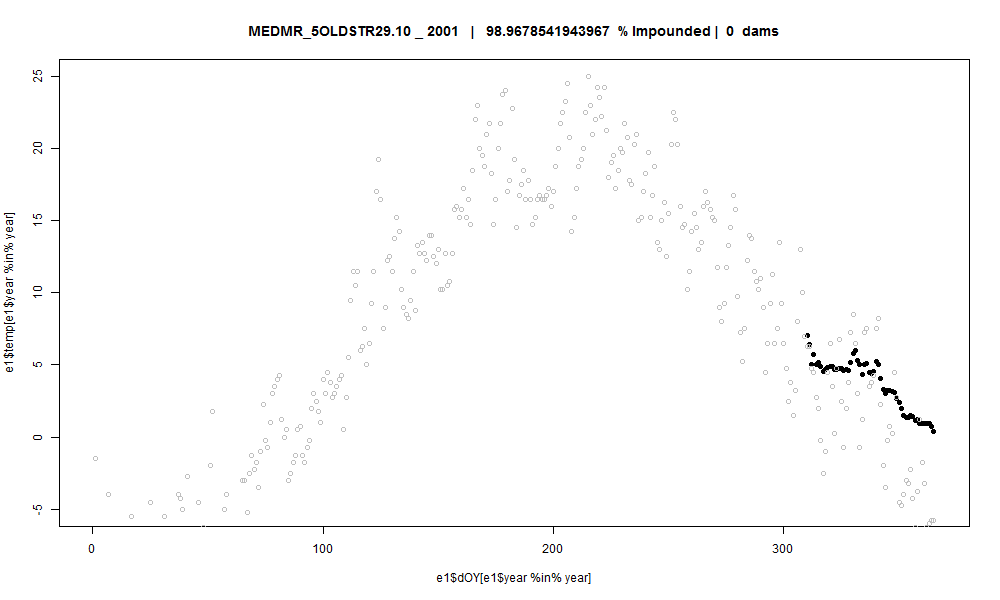 MEDMR_5OLDSTR29.10 _ 2001 | 98.9678541943967 % Impounded | 0 dams
e1$temp[e1$year %in% year]
25
20
15
10
5
0
-5
0 100 200 300
e1$dOY[e1$year %in% year]